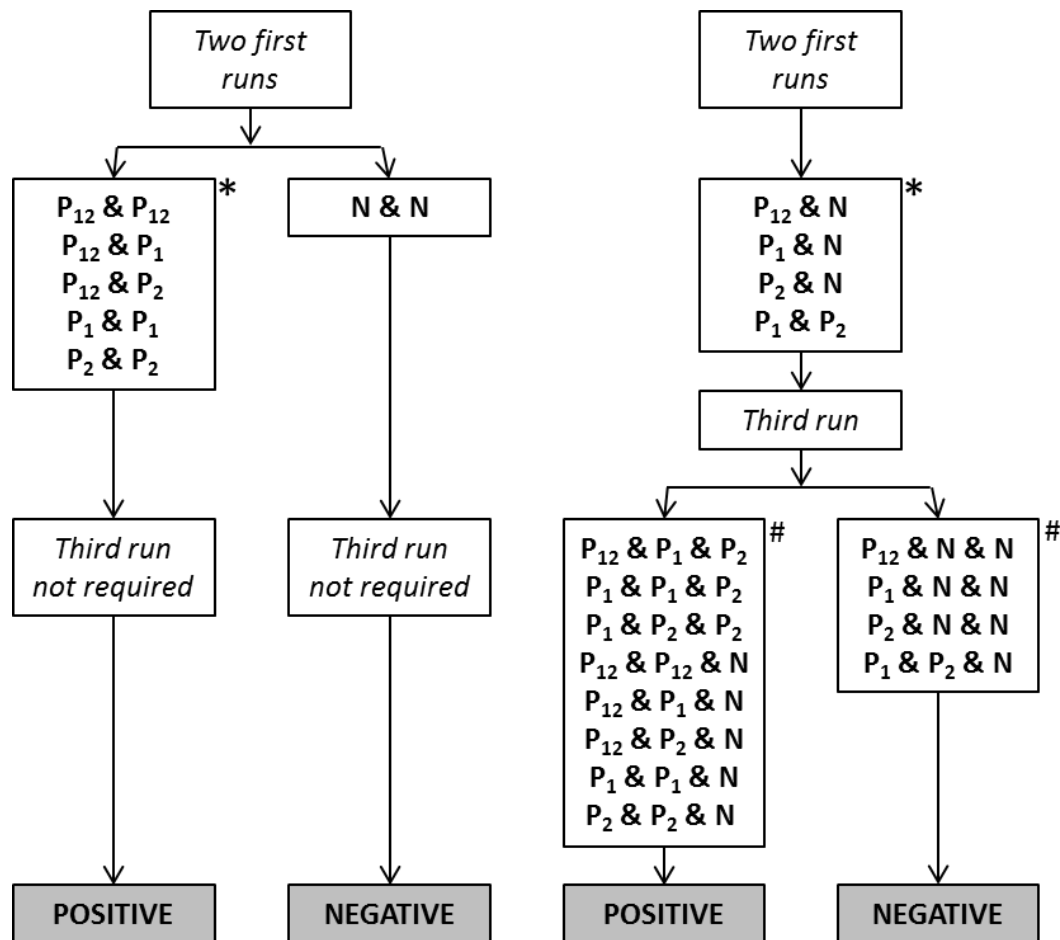 Two first
runs
P₁₂ & P₁₂
P₁₂ & P₁
P₁₂ & P₂
P₁ & P₁
P₂ & P₂
*
N & N
Third run
not required
Third run
not required
POSITIVE
NEGATIVE
Two first
runs
P₁₂ & N
P₁ & N
P₂ & N
P₁ & P₂
*
Third run
P₁₂ & P₁ & P₂
P₁ & P₁ & P₂
P₁ & P₂ & P₂
P₁₂ & P₁₂ & N
P₁₂ & P₁ & N
P₁₂ & P₂ & N
P₁ & P₁ & N
P₂ & P₂ & N
#
P₁₂ & N & N
P₁ & N & N
P₂ & N & N
P₁ & P₂ & N
#
POSITIVE
NEGATIVE